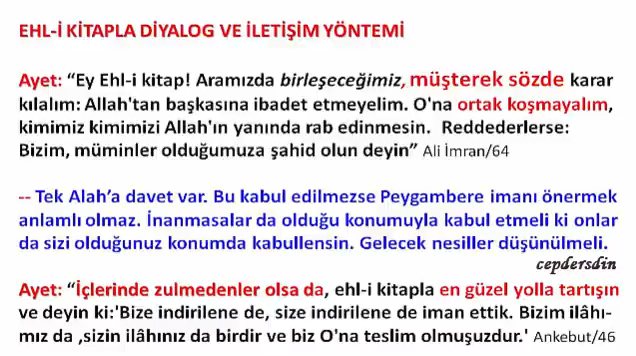 EHL-İ KİTAPLA DİYALOG VE İLETİŞİM YÖNTEMİ
Ayet: “Ey Ehl-i kitap! Aramızda birleşeceğimiz, müşterek sözde karar
kılalım: Allah'tan başkasına ibadet etmeyelim. O'na ortak koşmayalım,
kimimiz kimimizi Allah'ın yanında rab edinmesin. Reddederlerse:
Bizim, müminler olduğumuza şahid olun deyin” Ali İmran/64
-- Tek Alah’a davet var. Bu kabul edilmezse Peygambere imanı önermek
anlamlı olmaz. İnanmasalar da olduğu konumuyla kabul etmeli ki onlar
da sizi olduğunuz konumda kabullensin. Gelecek nesiller düşünülmeli.
cepdersdin
Ayet: “İçlerinde zulmedenler olsa da, ehl-i kitapla en güzel yolla tartışın
ve deyin ki:'Bize indirilene de, size indirilene de iman ettik. Bizim ilâhı-
mız da ,sizin ilâhınız da birdir ve biz O'na teslim olmuşuzdur.' Ankebut/46